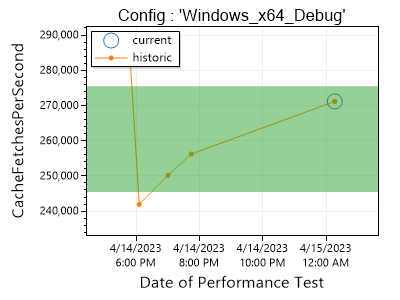 Config : 'Windows_x64_Debug'
current
historic
CacheFetchesPerSecond
290,000
280,000
270,000
260,000
250,000
240,000
4/14/2023 4/14/2023 4/14/2023 4/15/2023
6:00 PM 8:00 PM 10:00 PM 12:00 AM
Date of Performance Test